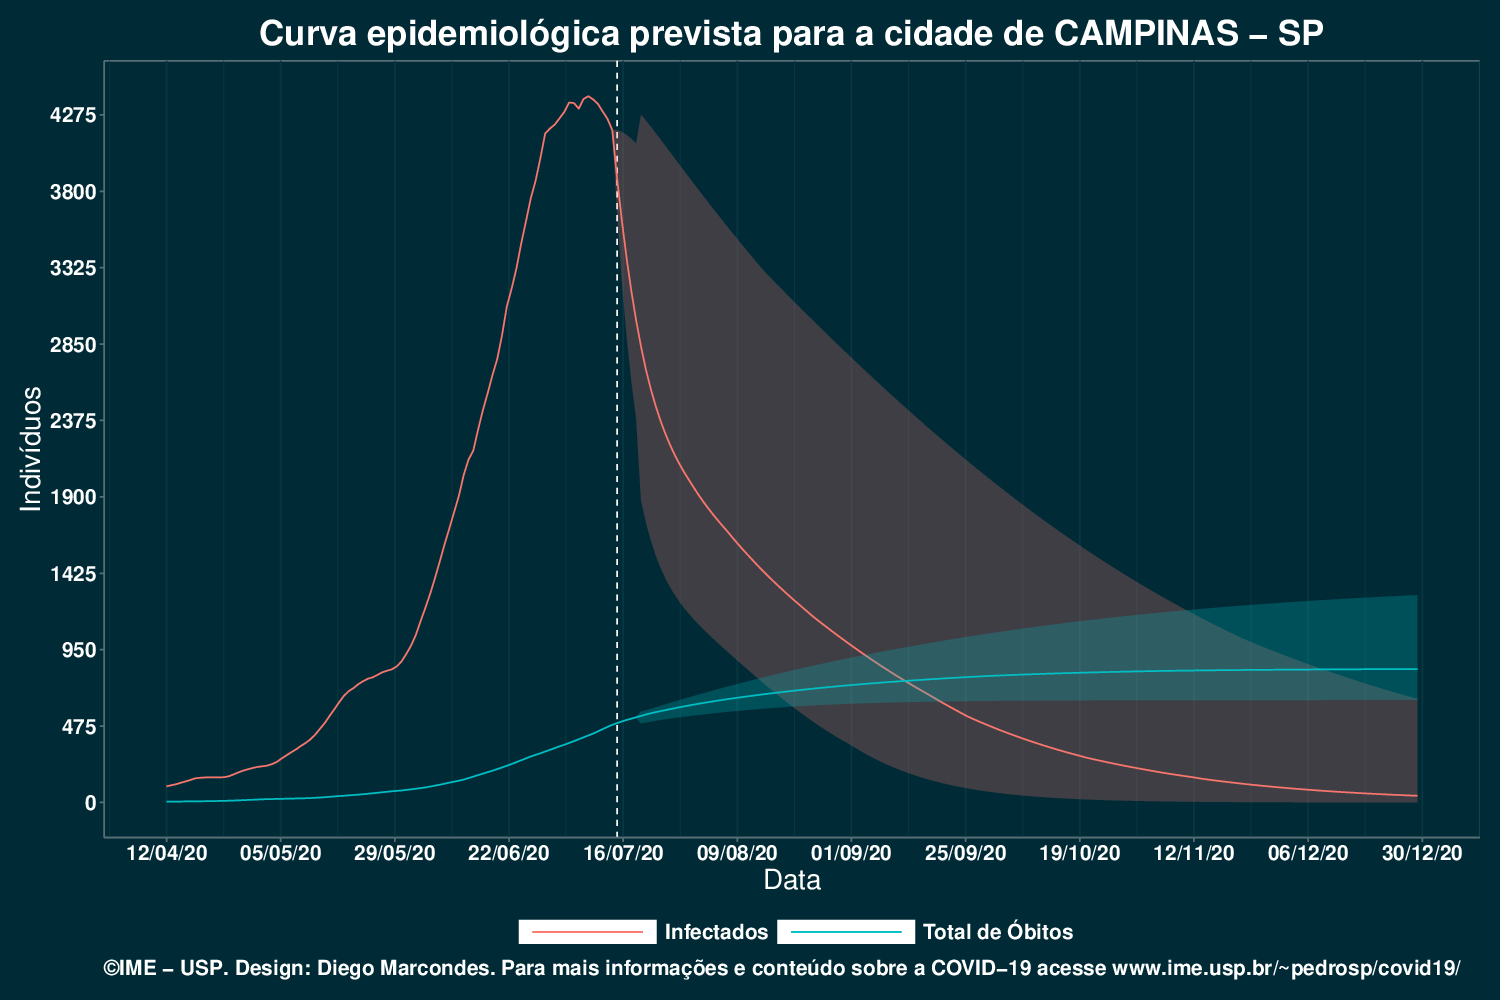 Curva epidemiológica prevista para a cidade de CAMPINAS – SP
Indivíduos
4275
3800
3325
2850
2375
1900
1425
950
475
0
12/04/20 05/05/20 29/05/20 22/06/20 16/07/20 09/08/20 01/09/20 25/09/20 19/10/20 12/11/20 06/12/20 30/12/20
Data
Infectados Total de Óbitos
©IME – USP. Design: Diego Marcondes. Para mais informações e conteúdo sobre a COVID–19 acesse www.ime.usp.br/~pedrosp/covid19/